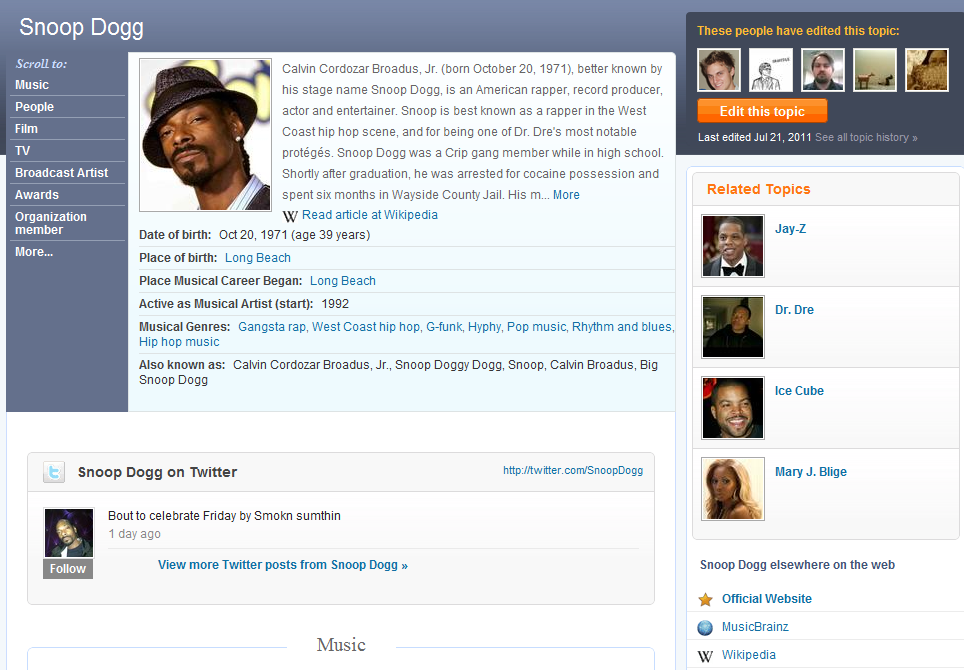 Snoop Dogg
Scroll to:
Music
People
Film
TV
Broadcast Artist
Awards
Organization
member
More...
Calvin Cordozar Broadus, Jr. (born October 20, 1971), better known by
his stage name Snoop Dogg, is an American rapper, record producer,
actor and entertainer. Snoop is best known as a rapper in the West
Coast hip hop scene, and for being one of Dr. Dre's most notable
protégés. Snoop Dogg was a Crip gang member while in high school.
Shortly after graduation, he was arrested for cocaine possession and
spent six months in Wayside County Jail. His m... More
W Read article at Wikipedia
Date of birth: Oct 20, 1971 (age 39 years)
Place of birth: Long Beach
Place Musical Career Began: Long Beach
Active as Musical Artist (start): 1992
Musical Genres: Gangsta rap, West Coast hip hop, G-funk, Hyphy, Pop music, Rhythm and blues,
Hip hop music
Also known as: Calvin Cordozar Broadus, Jr., Snoop Doggy Dogg, Snoop, Calvin Broadus, Big
Snoop Dogg
t Snoop Dogg on Twitter http://twitter.com/SnoopDogg
Bout to celebrate Friday by Smokn sumthin
1 day ago
Follow
View more Twitter posts from Snoop Dogg »
Music
These people have edited this topic:
Edit this topic
Last edited Jul 21, 2011 See all topic history »
Related Topics
Jay-Z
Dr. Dre
Ice Cube
Mary J. Blige
Snoop Dogg elsewhere on the web
Official Website
MusicBrainz
W Wikipedia